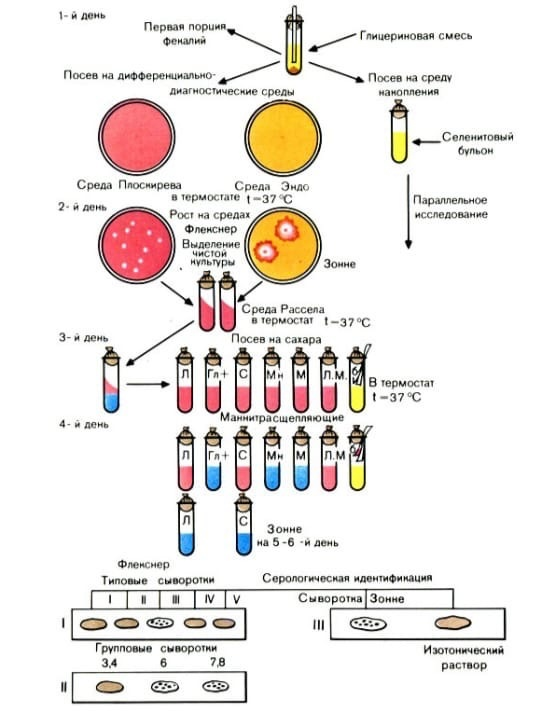 1-й день
Первая порция
фекалий
Глицериновая смесь
Посев на дифференциально-
диагностические среды
Посев на среду
накопления
Селенитовый
бульон
Среда Плоскирева
Среда Эндо
в термостате t=37°C
Параллельное
исследование
2-й день
Рост на средах
Флекснер
Выделение
чистой
культуры
Зонне
Среда Рассела
в термостат t=37°C
3-й день
Посев на сахара
Л Гл+ С Мн М Л.М.
В термостат
t=37°C
Маннитрасщепляющие
4-й день
Л Гл+ С Мн М Л.М
Л С
Зонне
на 5-6-й день
Флекснер
Типовые сыворотки
Серологическая идентификация
I II III IV V
Сыворотка Зонне
I
III
Групповые сыворотки
3,4 6 7,8
Изотонический
раствор
II